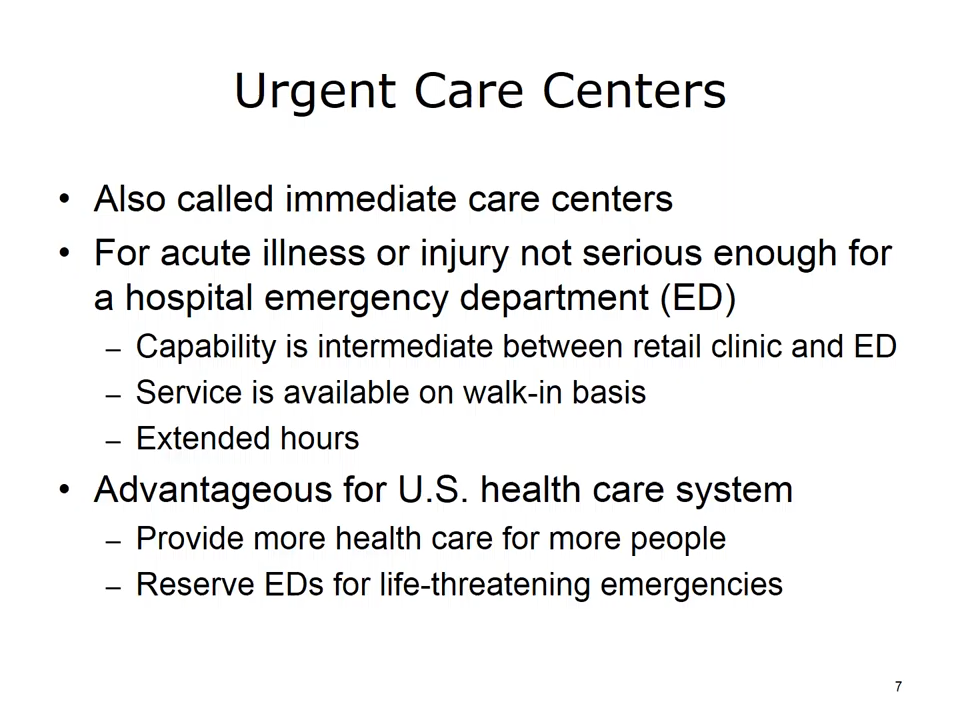 Urgent Care Centers
• Also called immediate care centers
• For acute illness or injury not serious enough for
a hospital emergency department (ED)
– Capability is intermediate between retail clinic and ED
– Service is available on walk-in basis
– Extended hours
• Advantageous for U.S. health care system
– Provide more health care for more people
– Reserve EDs for life-threatening emergencies
7